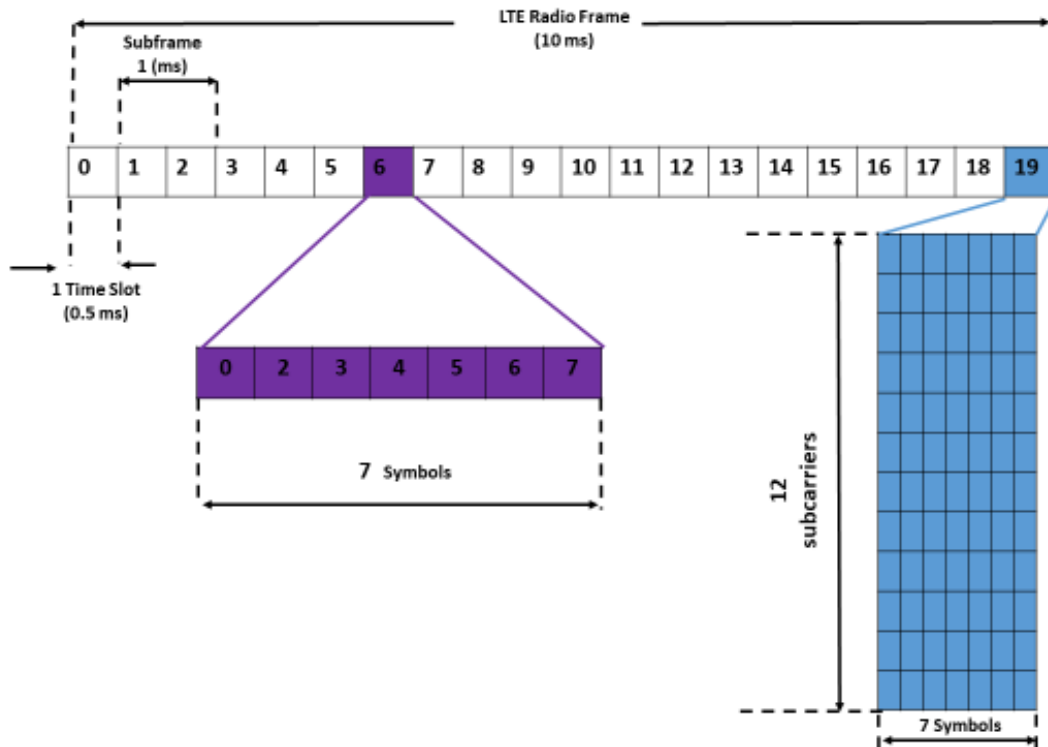 LTE Radio Frame
(10 ms)
Subframe
1 (ms)
0 1 2 3 4 5 6 7 8 9 10 11 12 13 14 15 16 17 18 19
1 Time Slot
(0.5 ms)
0 2 3 4 5 6 7
7 Symbols
12
subcarriers
7 Symbols